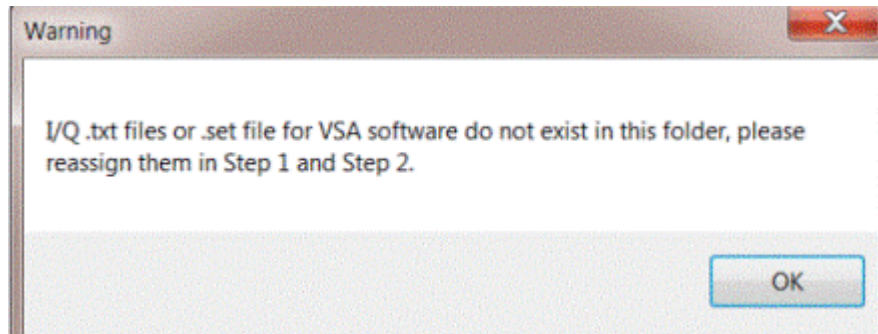 Warning
I/Q .txt files or .set file for VSA software do not exist in this folder, please
reassign them in Step 1 and Step 2.
OK